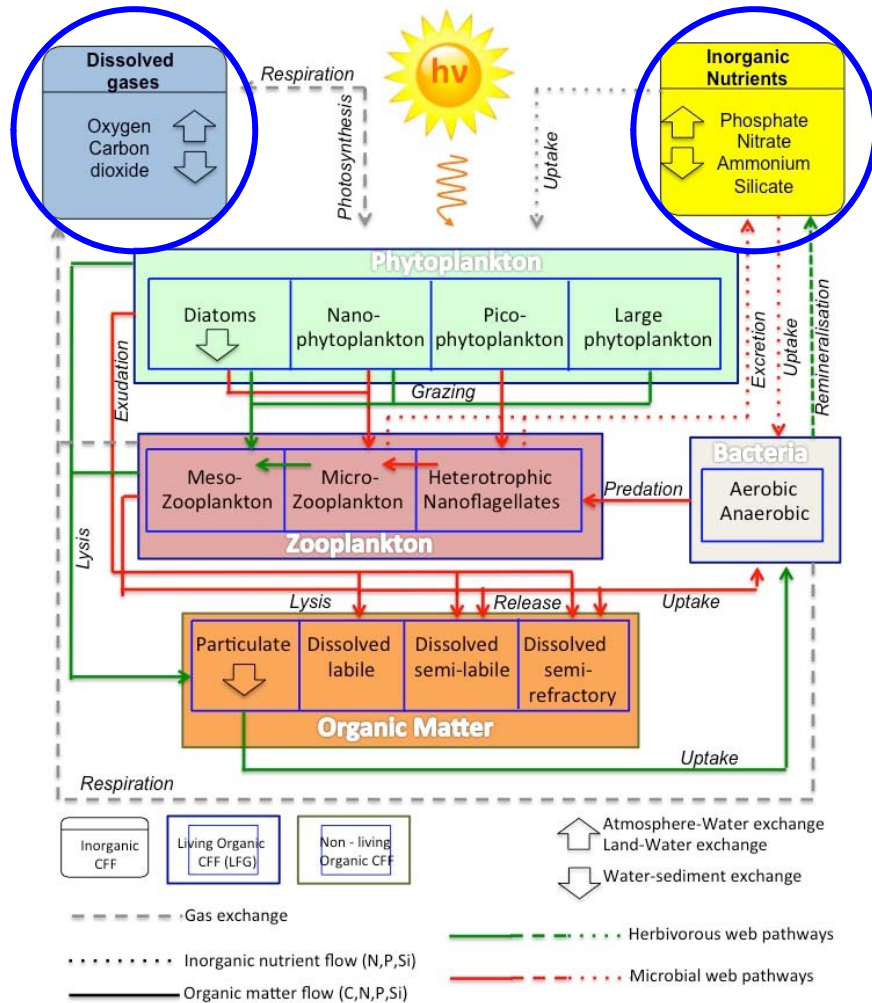 Dissolved
gases
Oxygen
Carbon
dioxide
Respiration
Photosynthesis
hν
Uptake
Inorganic
Nutrients
Phosphate
Nitrate
Ammonium
Silicate
Phytoplankton
Diatoms
Nano-
phytoplankton
Pico-
phytoplankton
Large
phytoplankton
Exudation
Grazing
Excretion
Uptake
Remineralisation
Meso-
Zooplankton
Micro-
Zooplankton
Heterotrophic
Nanoflagellates
Zooplankton
Predation
Bacteria
Aerobic
Anaerobic
Lysis
Lysis
Release
Uptake
Particulate
Dissolved
labile
Dissolved
semi-labile
Dissolved
semi-
refractory
Organic Matter
Uptake
Respiration
Inorganic
CFF
Living Organic
CFF (LFG)
Non - living
Organic CFF
Atmosphere-Water exchange
Land-Water exchange
Water-sediment exchange
Gas exchange
Inorganic nutrient flow (N,P,Si)
Organic matter flow (C,N,P,Si)
Herbivorous web pathways
Microbial web pathways